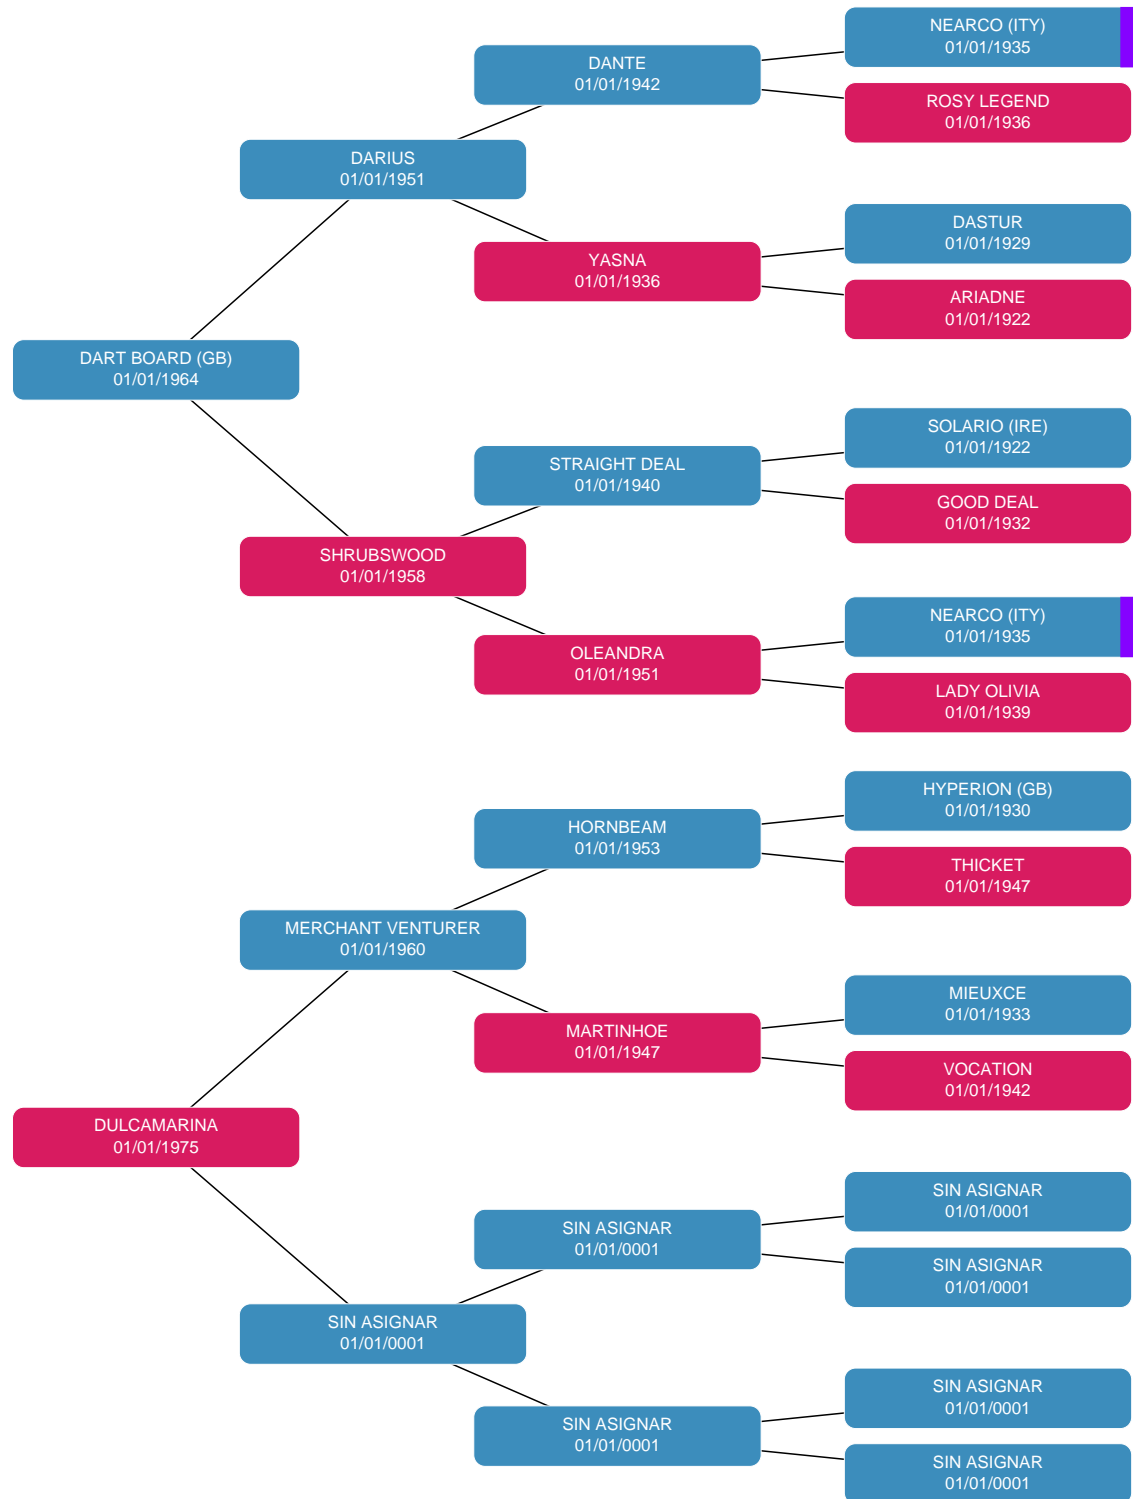 NEARCO (ITY)
01/01/1935
DANTE
01/01/1942
ROSY LEGEND
01/01/1936
DARIUS
01/01/1951
DASTUR
01/01/1929
YASNA
01/01/1936
ARIADNE
01/01/1922
DART BOARD (GB)
01/01/1964
SOLARIO (IRE)
01/01/1922
STRAIGHT DEAL
01/01/1940
GOOD DEAL
01/01/1932
SHRUBSWOOD
01/01/1958
NEARCO (ITY)
01/01/1935
OLEANDRA
01/01/1951
LADY OLIVIA
01/01/1939
HYPERION (GB)
01/01/1930
HORNBEAM
01/01/1953
THICKET
01/01/1947
MERCHANT VENTURER
01/01/1960
MIEUXCE
01/01/1933
MARTINHOE
01/01/1947
VOCATION
01/01/1942
DULCAMARINA
01/01/1975
SIN ASIGNAR
01/01/0001
SIN ASIGNAR
01/01/0001
SIN ASIGNAR
01/01/0001
SIN ASIGNAR
01/01/0001
SIN ASIGNAR
01/01/0001
SIN ASIGNAR
01/01/0001
SIN ASIGNAR
01/01/0001